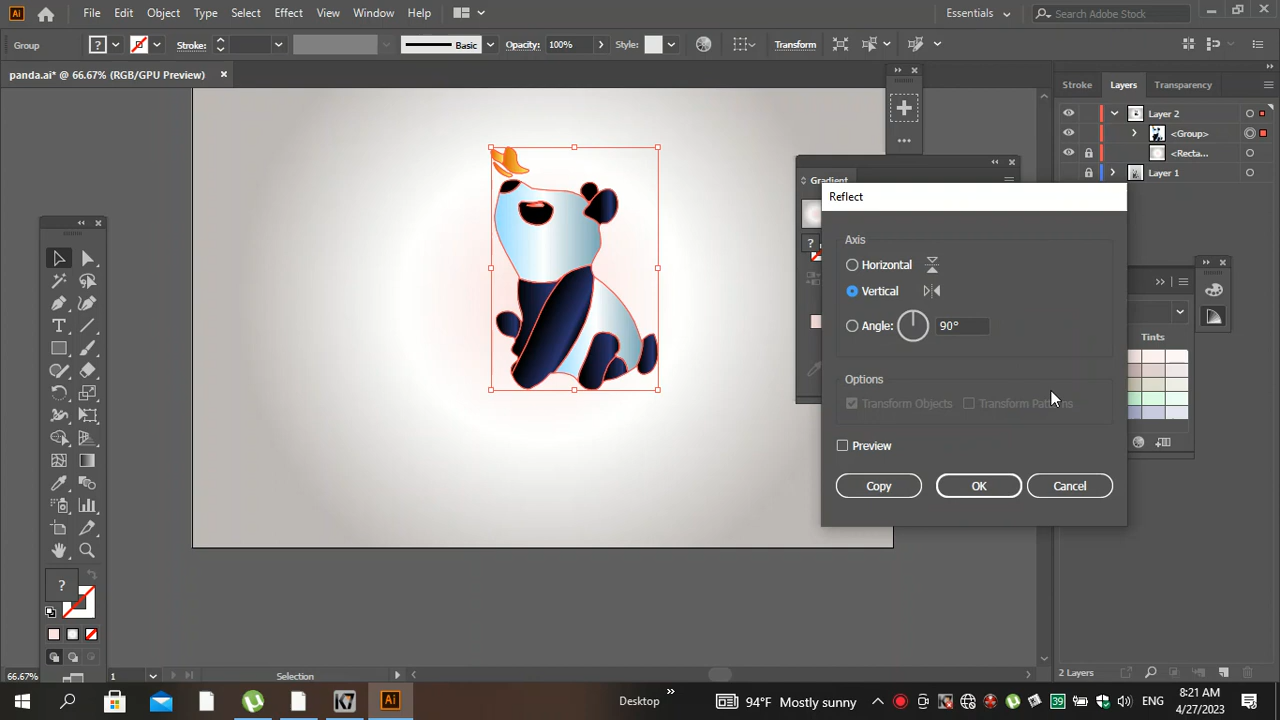 Ai File Edit Object Type Select Effect View Window Help Essentials Search Adobe Stock
Group ? Stroke: Basic Opacity: 100% Style: Transform
panda.ai* @ 66.67% (RGB/GPU Preview)
Stroke Layers Transparency
Layer 2
<Group>
<Recta...
Layer 1
Gradient
Reflect
Axis
Horizontal
Vertical
Angle: 90°
Options
Transform Objects Transform Patterns
Preview
Copy OK Cancel
Tints
?
?
66.67% 1 Selection
2 Layers
Ai Desktop 94°F Mostly sunny 39 ENG
8:21 AM
4/27/2023